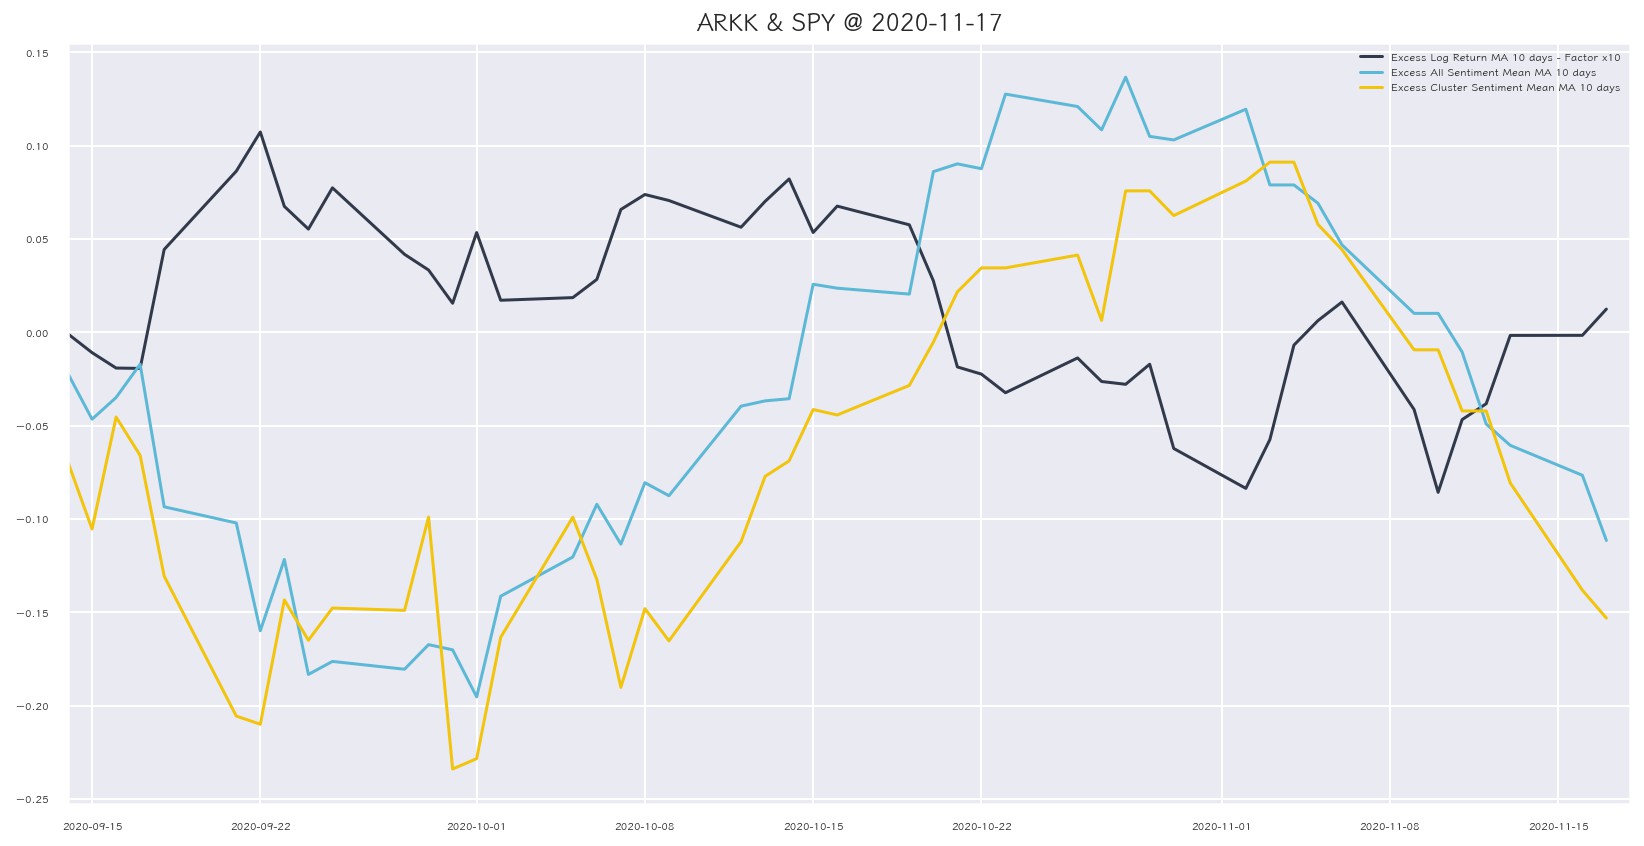 ARKK & SPY @ 2020-11-17
Excess Log Return MA 10 days - Factor x10
Excess All Sentiment Mean MA 10 days
Excess Cluster Sentiment Mean MA 10 days
0.15
0.10
0.05
0.00
−0.05
−0.10
−0.15
−0.20
−0.25
2020-09-15 2020-09-22 2020-10-01 2020-10-08 2020-10-15 2020-10-22 2020-11-01 2020-11-08 2020-11-15